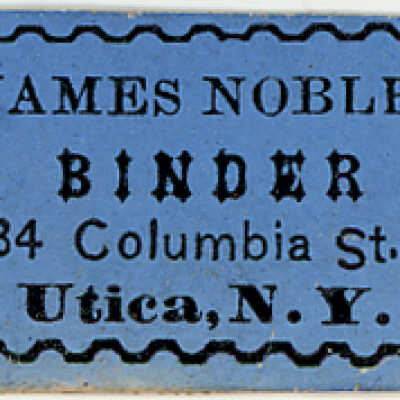 JAMES NOBLE
BINDER
34 Columbia St.
Utica, N. Y.